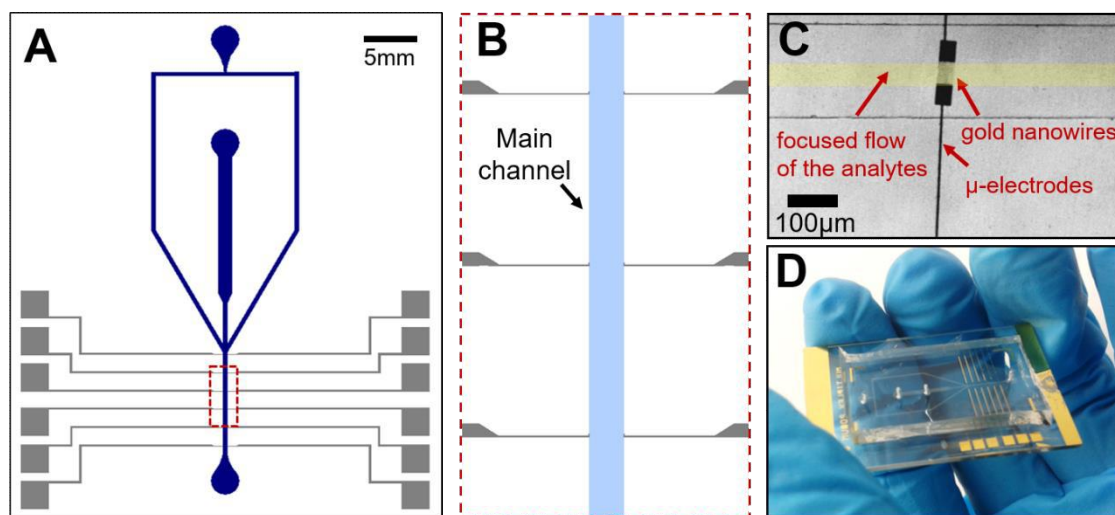 A
5mm
B
Main
channel
C
focused flow
of the analytes
gold nanowires
μ-electrodes
100μm
D